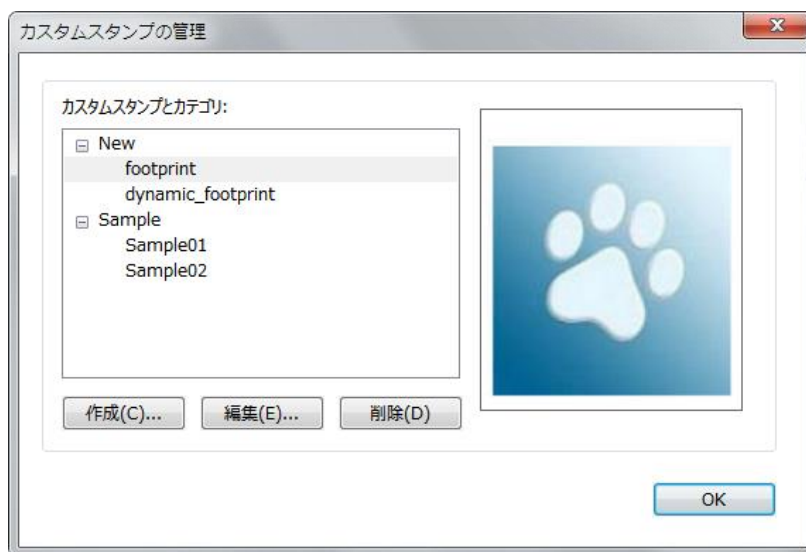 カスタムスタンプの管理
カスタムスタンプとカテゴリ:
New
footprint
dynamic_footprint
Sample
Sample01
Sample02
作成(C)... 編集(E)... 削除(D)
OK